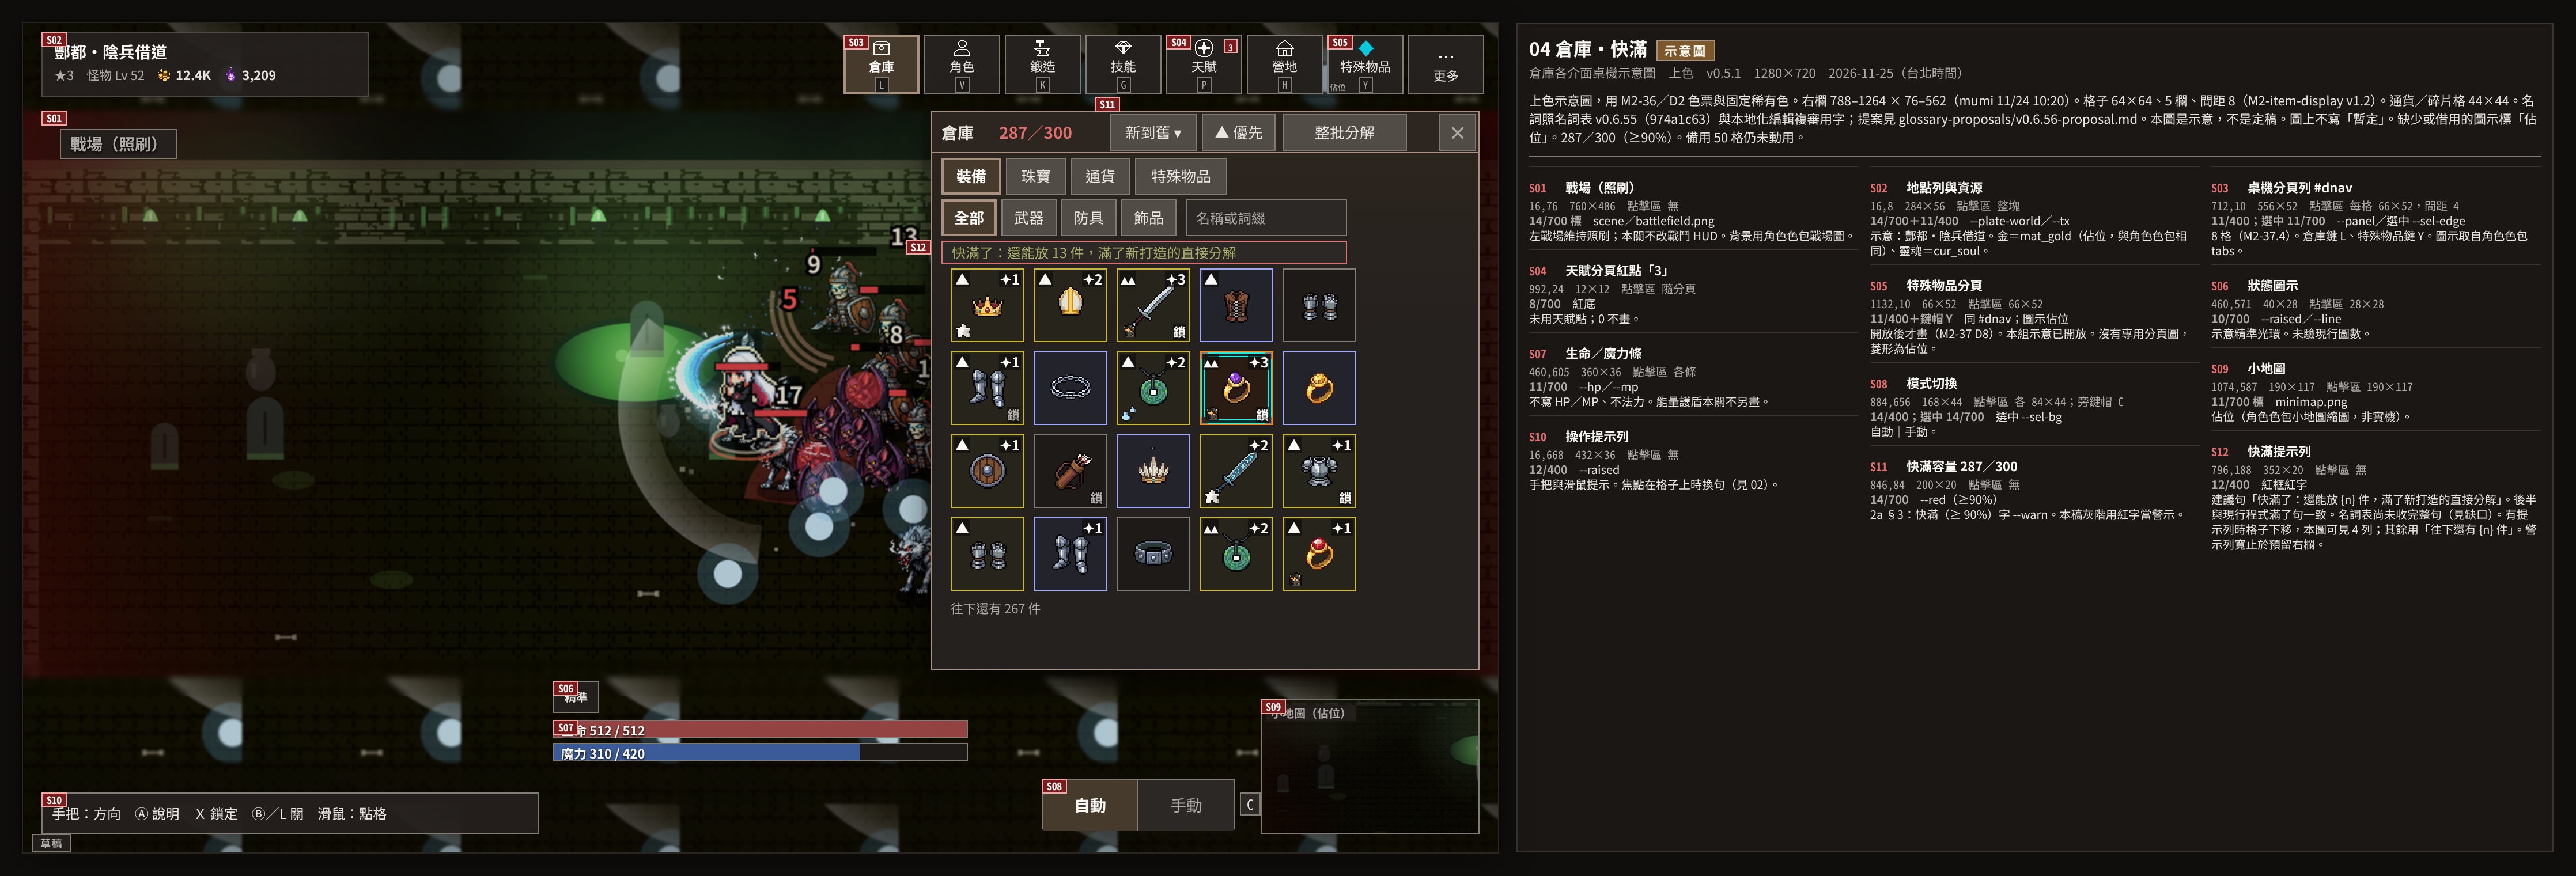 S02
酆都・陰兵借道
★3 怪物 Lv 52 12.4K 3,209
S03 倉庫 L
角色 V
鍛造 K
技能 G
S04 3 天賦 P
營地 H
S05 特殊物品 佔位 Y
… 更多
S01
戰場（照刷）
S11
倉庫 287／300 新到舊▾ ▲優先 整批分解 ×
裝備 珠寶 通貨 特殊物品
全部 武器 防具 飾品 名稱或詞綴
S12
快滿了：還能放 13 件，滿了新打造的直接分解
13
9
5
8
1
17
▲ ✦1 ▲ ✦2 ▲▲ ✦3 鎖 ▲
▲ ✦1 鎖 ▲ ✦2 ▲▲ ✦3 鎖
▲ ✦1 鎖 ✦2 ▲ ✦1 鎖
▲ ✦1 ▲▲ ✦2 ▲ ✦1
往下還有 267 件
S06
精準
S07
命 512 / 512
魔力 310 / 420
S08
自動 手動 C
S09
地圖（佔位）
S10
手把：方向 Ⓐ 說明 X 鎖定 Ⓑ／L 關 滑鼠：點格
草稿
04 倉庫・快滿 示意圖
倉庫各介面桌機示意圖 上色 v0.5.1 1280×720 2026-11-25（台北時間）
上色示意圖，用 M2-36／D2 色票與固定稀有色。右欄 788–1264 × 76–562（mumi 11/24 10:20）。格子 64×64、5 欄、間距 8（M2-item-display v1.2）。通貨／碎片格 44×44。名
詞照名詞表 v0.6.55（974a1c63）與本地化編輯複審用字；提案見 glossary-proposals/v0.6.56-proposal.md。本圖是示意，不是定稿。圖上不寫「暫定」。缺少或借用的圖示標「佔
位」。287／300（≥90%）。備用 50 格仍未動用。
S01 戰場（照刷）
16,76 760×486 點擊區 無
14/700 標 scene／battlefield.png
左戰場維持照刷；本關不改戰鬥 HUD。背景用角色色包戰場圖。
S04 天賦分頁紅點「3」
992,24 12×12 點擊區 隨分頁
8/700 紅底
未用天賦點；0 不畫。
S07 生命／魔力條
460,605 360×36 點擊區 各條
11/700 --hp／--mp
不寫 HP／MP、不法力。能量護盾本關不另畫。
S10 操作提示列
16,668 432×36 點擊區 無
12/400 --raised
手把與滑鼠提示。焦點在格子上時換句（見 02）。
S02 地點列與資源
16,8 284×56 點擊區 整塊
14/700＋11/400 --plate-world／--tx
示意：酆都・陰兵借道。金＝mat_gold（佔位，與角色色包相
同）、靈魂＝cur_soul。
S05 特殊物品分頁
1132,10 66×52 點擊區 66×52
11/400＋鍵帽 Y 同 #dnav；圖示佔位
開放後才畫（M2-37 D8）。本組示意已開放。沒有專用分頁圖，
菱形為佔位。
S08 模式切換
884,656 168×44 點擊區 各 84×44；旁鍵帽 C
14/400；選中 14/700 選中 --sel-bg
自動｜手動。
S11 快滿容量 287／300
846,84 200×20 點擊區 無
14/700 --red（≥90%）
2a §3：快滿（≥ 90%）字 --warn。本稿灰階用紅字當警示。
S03 桌機分頁列 #dnav
712,10 556×52 點擊區 每格 66×52，間距 4
11/400；選中 11/700 --panel／選中 --sel-edge
8 格（M2-37.4）。倉庫鍵 L、特殊物品鍵 Y。圖示取自角色色包
tabs。
S06 狀態圖示
460,571 40×28 點擊區 28×28
10/700 --raised／--line
示意精準光環。未驗現行圖數。
S09 小地圖
1074,587 190×117 點擊區 190×117
11/700 標 minimap.png
佔位（角色色包小地圖縮圖，非實機）。
S12 快滿提示列
796,188 352×20 點擊區 無
12/400 紅框紅字
建議句「快滿了：還能放 {n} 件，滿了新打造的直接分解」。後半
與現行程式滿了句一致。名詞表尚未收完整句（見缺口）。有提
示列時格子下移，本圖可見 4 列；其餘用「往下還有 {n} 件」。警
示列寬止於預留右欄。